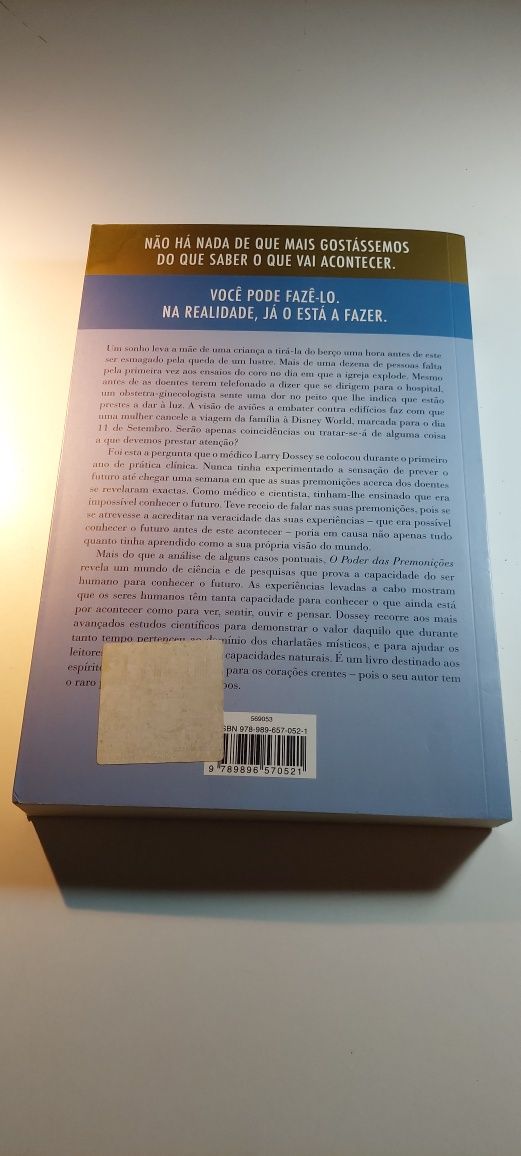 NÃO HÁ NADA DE QUE MAIS GOSTÁSSEMOS
DO QUE SABER O QUE VAI ACONTECER.
VOCÊ PODE FAZÊ-LO.
NA REALIDADE, JÁ O ESTÁ A FAZER.
Um sonho leva a mãe de uma criança a tirá-la do berço uma hora antes de este
ser esmagado pela queda de um lustre. Mais de uma dezena de pessoas falta
pela primeira vez aos ensaios do coro no dia em que a igreja explode. Mesmo
antes de as doentes terem telefonado a dizer que se dirigem para o hospital,
um obstetra-ginecologista sente uma dor no peito que lhe indica que estão
prestes a dar à luz. A visão de aviões a embater contra edifícios faz com que
uma mulher cancele a viagem da família à Disney World, marcada para o dia
11 de Setembro. Serão apenas coincidências ou tratar-se-á de alguma coisa
a que devemos prestar atenção?
Foi esta a pergunta que o médico Larry Dossey se colocou durante o primeiro
ano de prática clínica. Nunca tinha experimentado a sensação de prever o
futuro até chegar uma semana em que as suas premonições acerca dos doentes
se revelaram exactas. Como médico e cientista, tinham-lhe ensinado que era
impossível conhecer o futuro. Teve receio de falar nas suas premonições, pois se
se atrevesse a acreditar na veracidade das suas experiências – que era possível
conhecer o futuro antes de este acontecer – poria em causa não apenas tudo
quanto tinha aprendido como a sua própria visão do mundo.
Mais do que a análise de alguns casos pontuais, O Poder das Premonições
revela um mundo de ciência e de pesquisas que prova a capacidade do ser
humano para conhecer o futuro. As experiências levadas a cabo mostram
que os seres humanos têm tanta capacidade para conhecer o que ainda está
por acontecer como para ver, sentir, ouvir e pensar. Dossey recorre aos mais
avançados estudos científicos para demonstrar o valor daquilo que durante
tanto tempo pertenceu ao domínio dos charlatães místicos, e para ajudar os
leitores capacidades naturais. É um livro destinado aos
para os corações crentes – pois o seu autor tem
o raro
569053
ISBN 978-989-657-052-1
9 789896 570521